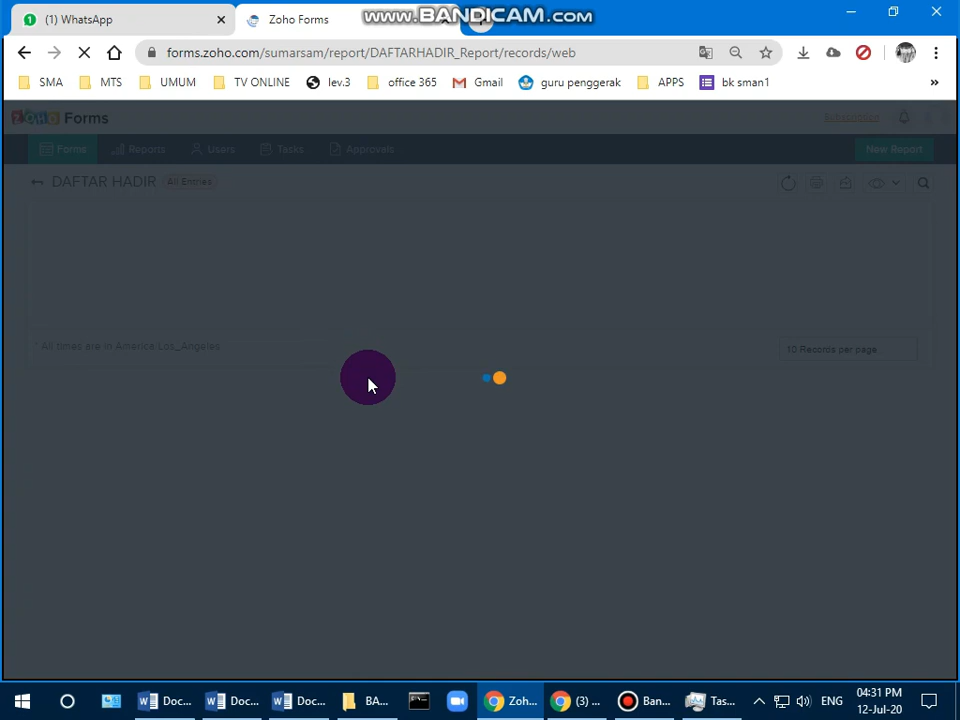 (1) WhatsApp
Zoho Forms
www.BANDICAM.com
forms.zoho.com/sumarsam/report/DAFTARHADIR_Report/records/web
SMA MTS UMUM TV ONLINE lev.3 office 365 Gmail guru penggerak APPS bk sman1 »
ZOHO Forms
Subscription
Forms Reports Users Tasks Approvals New Report
DAFTAR HADIR All Entries
* All times are in America/Los_Angeles
10 Records per page
Doc... Doc... Doc... BA... Zoh... (3) ... Ban... Tas... ENG
04:31 PM
12-Jul-20